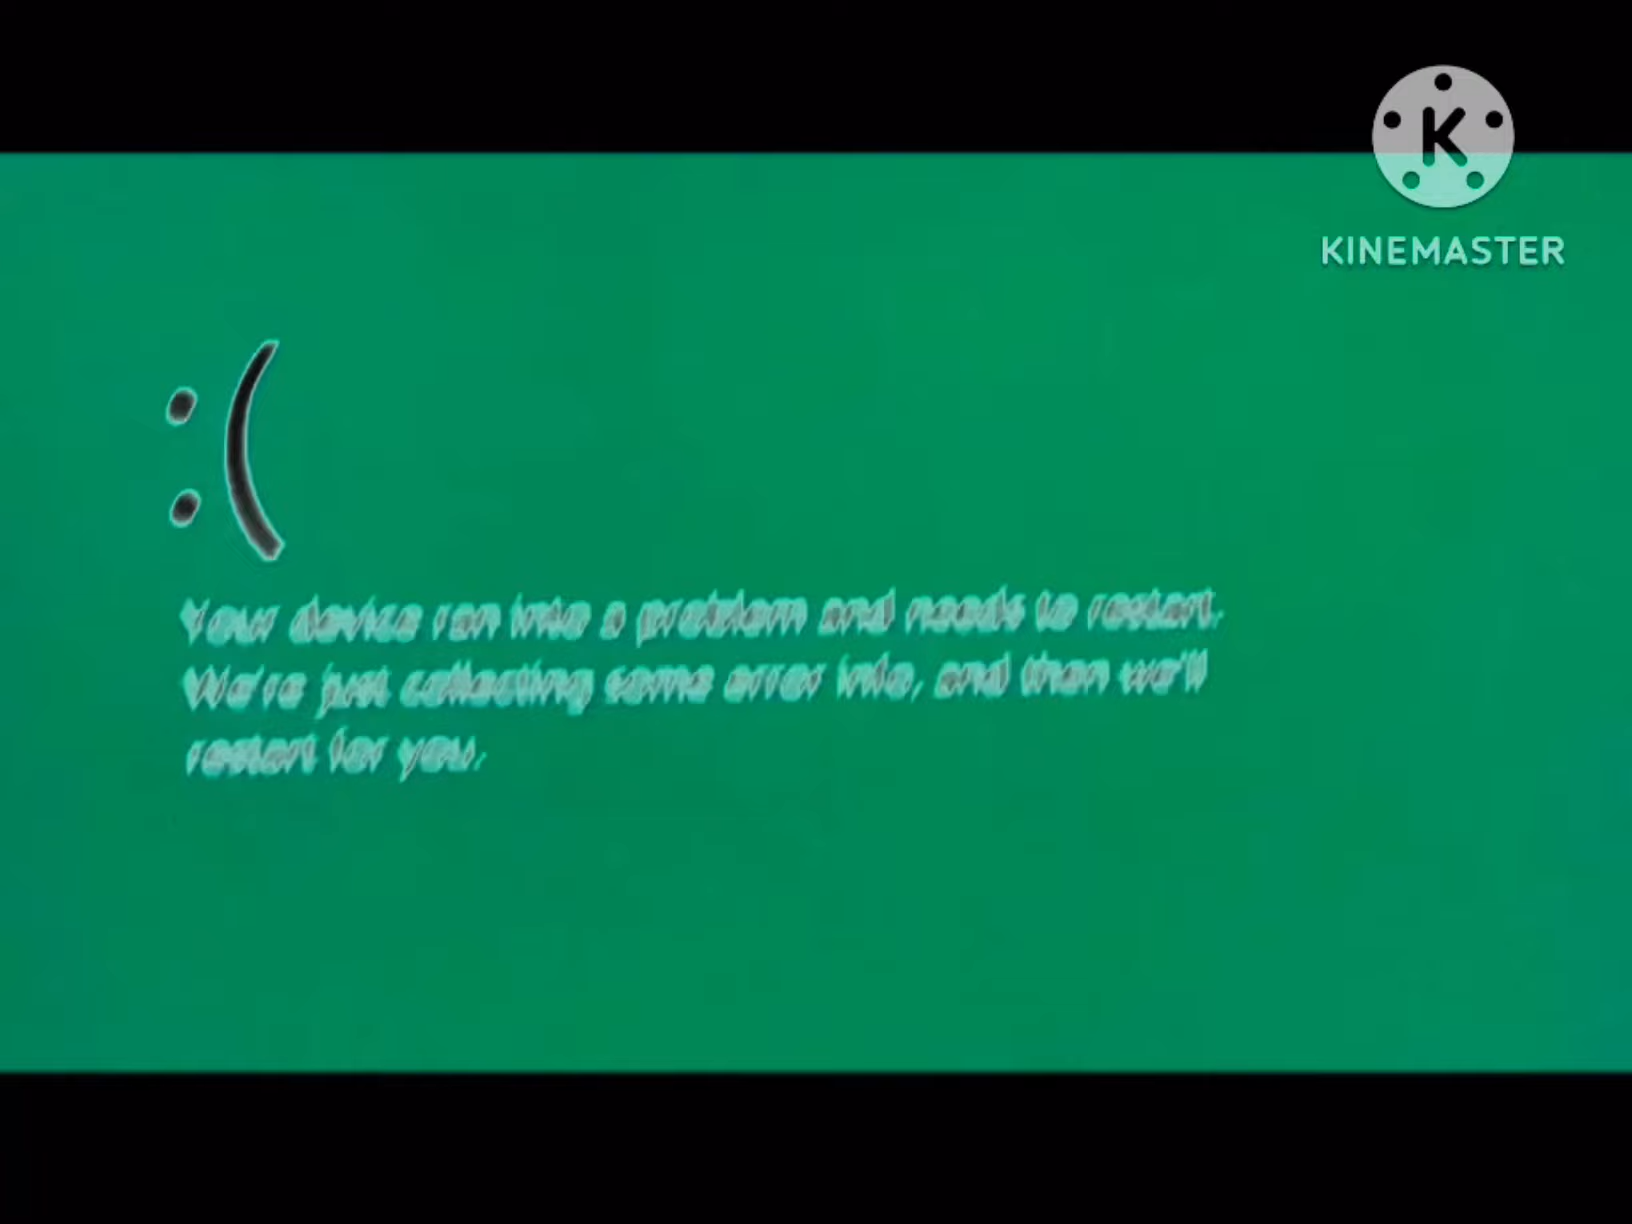 K
KINEMASTER
:(
Your device ran into a problem and needs to restart.
We're just collecting some error info, and then we'll
restart for you.